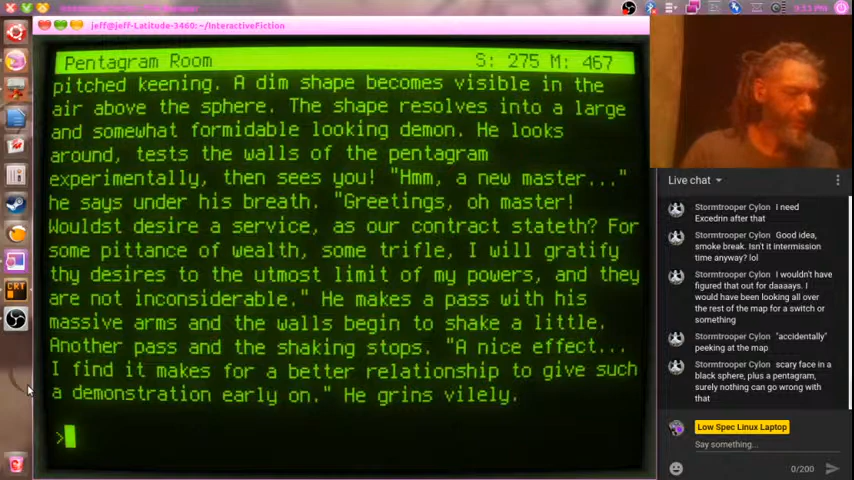 9:53 PM
jeff@jeff-Latitude-3460: ~/InteractiveFiction
Pentagram Room S: 275 M: 467
pitched keening. A dim shape becomes visible in the
air above the sphere. The shape resolves into a large
and somewhat formidable looking demon. He looks
around, tests the walls of the pentagram
experimentally, then sees you! "Hmm, a new master..."
he says under his breath. "Greetings, oh master!
Wouldst desire a service, as our contract stateth? For
some pittance of wealth, some trifle, I will gratify
thy desires to the utmost limit of my powers, and they
are not inconsiderable." He makes a pass with his
massive arms and the walls begin to shake a little.
Another pass and the shaking stops. "A nice effect...
I find it makes for a better relationship to give such
a demonstration early on." He grins vilely.
>
CRT
Live chat
Stormtrooper Cylon I need
Excedrin after that
Stormtrooper Cylon Good idea,
smoke break. Isn't it intermission
time anyway? lol
Stormtrooper Cylon I wouldn't have
figured that out for daaaays. I
would have been looking all over
the rest of the map for a switch or
something
Stormtrooper Cylon "accidentally"
peeking at the map
Stormtrooper Cylon scary face in a
black sphere, plus a pentagram,
surely nothing can go wrong with
that
Low Spec Linux Laptop
Say something...
0/200